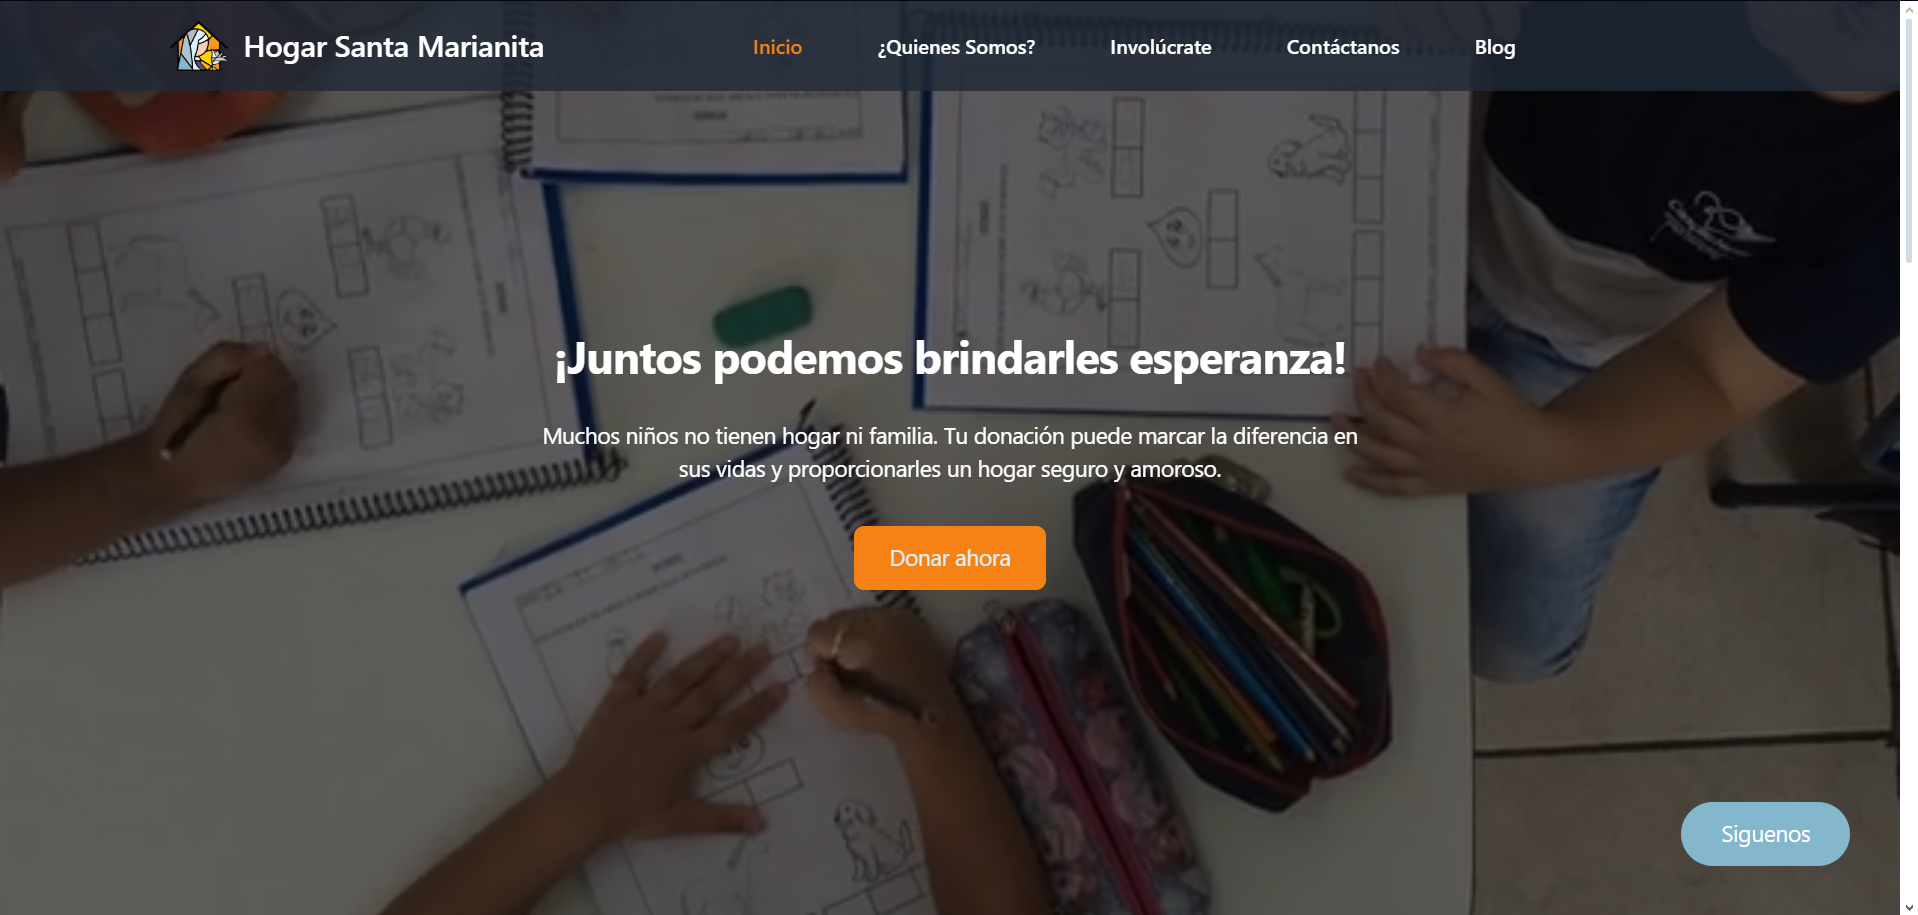 Hogar Santa Marianita
Inicio
¿Quienes Somos?
Involúcrate
Contáctanos
Blog
¡Juntos podemos brindarles esperanza!
Muchos niños no tienen hogar ni familia. Tu donación puede marcar la diferencia en
sus vidas y proporcionarles un hogar seguro y amoroso.
Donar ahora
Siguenos